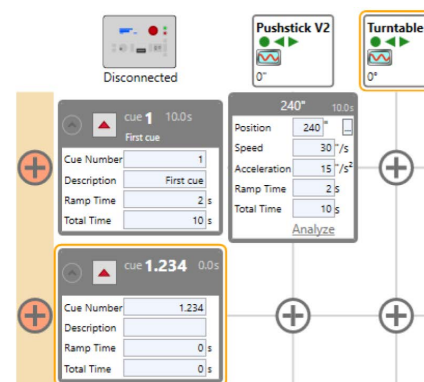 Disconnected
Pushstick V2
0"
Turntable
0°
cue 1 10.0s
First cue
Cue Number 1
Description First cue
Ramp Time 2 s
Total Time 10 s
240" 10.0s
Position 240 "
Speed 30 "/s
Acceleration 15 "/s²
Ramp Time 2 s
Total Time 10 s
Analyze
cue 1.234 0.0s
Cue Number 1.234
Description
Ramp Time 0 s
Total Time 0 s